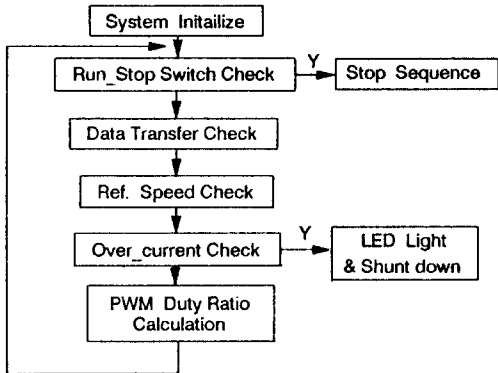 System Initailize
Run_Stop Switch Check
Y
Stop Sequence
Data Transfer Check
Ref. Speed Check
Over_current Check
Y
LED Light
& Shunt down
PWM Duty Ratio
Calculation